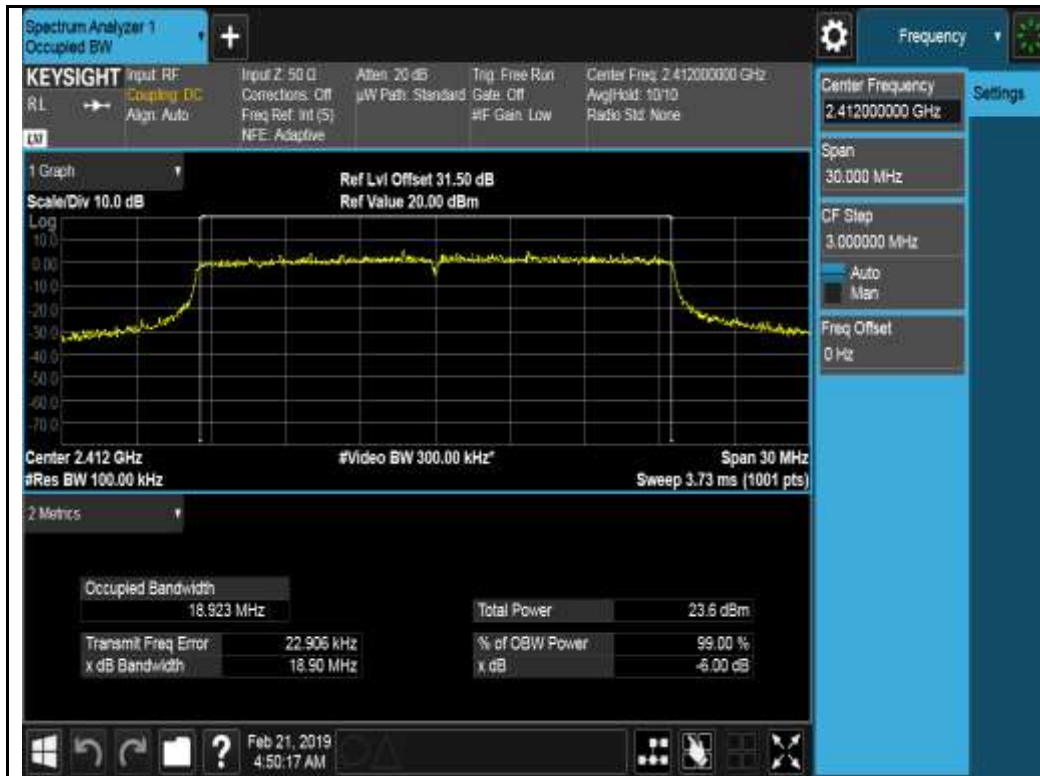 Spectrum Analyzer 1
Occupied BW
Frequency
KEYSIGHT
RL
Input: RF
Coupling: DC
Align: Auto
Input Z: 50 Ω
Corrections: Off
Freq Ref: Int (S)
NFE: Adaptive
Atten: 20 dB
µW Path: Standard
Trig: Free Run
Gate: Off
#IF Gain: Low
Center Freq: 2.412000000 GHz
Avg|Hold: 10/10
Radio Std: None
Center Frequency
2.412000000 GHz
Settings
Span
30.000 MHz
CF Step
3.000000 MHz
Auto
Man
Freq Offset
0 Hz
1 Graph
Scale/Div 10.0 dB
Ref Lvl Offset 31.50 dB
Ref Value 20.00 dBm
Log
10.0
0.00
-10.0
-20.0
-30.0
-40.0
-50.0
-60.0
-70.0
Center 2.412 GHz
#Video BW 300.00 kHz*
Span 30 MHz
#Res BW 100.00 kHz
Sweep 3.73 ms (1001 pts)
2 Metrics
Occupied Bandwidth
18.923 MHz
Total Power 23.6 dBm
Transmit Freq Error 22.906 kHz
% of OBW Power 99.00 %
x dB Bandwidth 18.90 MHz
x dB -6.00 dB
?
Feb 21, 2019
4:50:17 AM